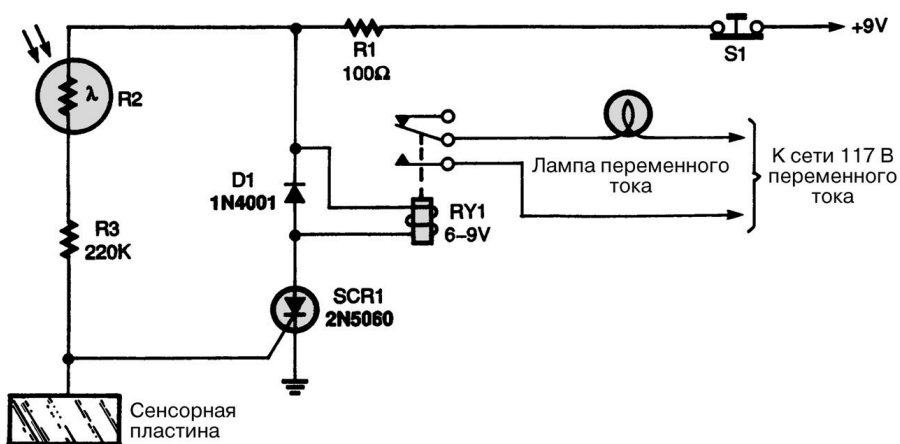 +9V
S1
R1
100Ω
λ
R2
Лампа переменного
тока
К сети 117 В
переменного
тока
D1
1N4001
RY1
6–9V
R3
220K
SCR1
2N5060
Сенсорная
пластина